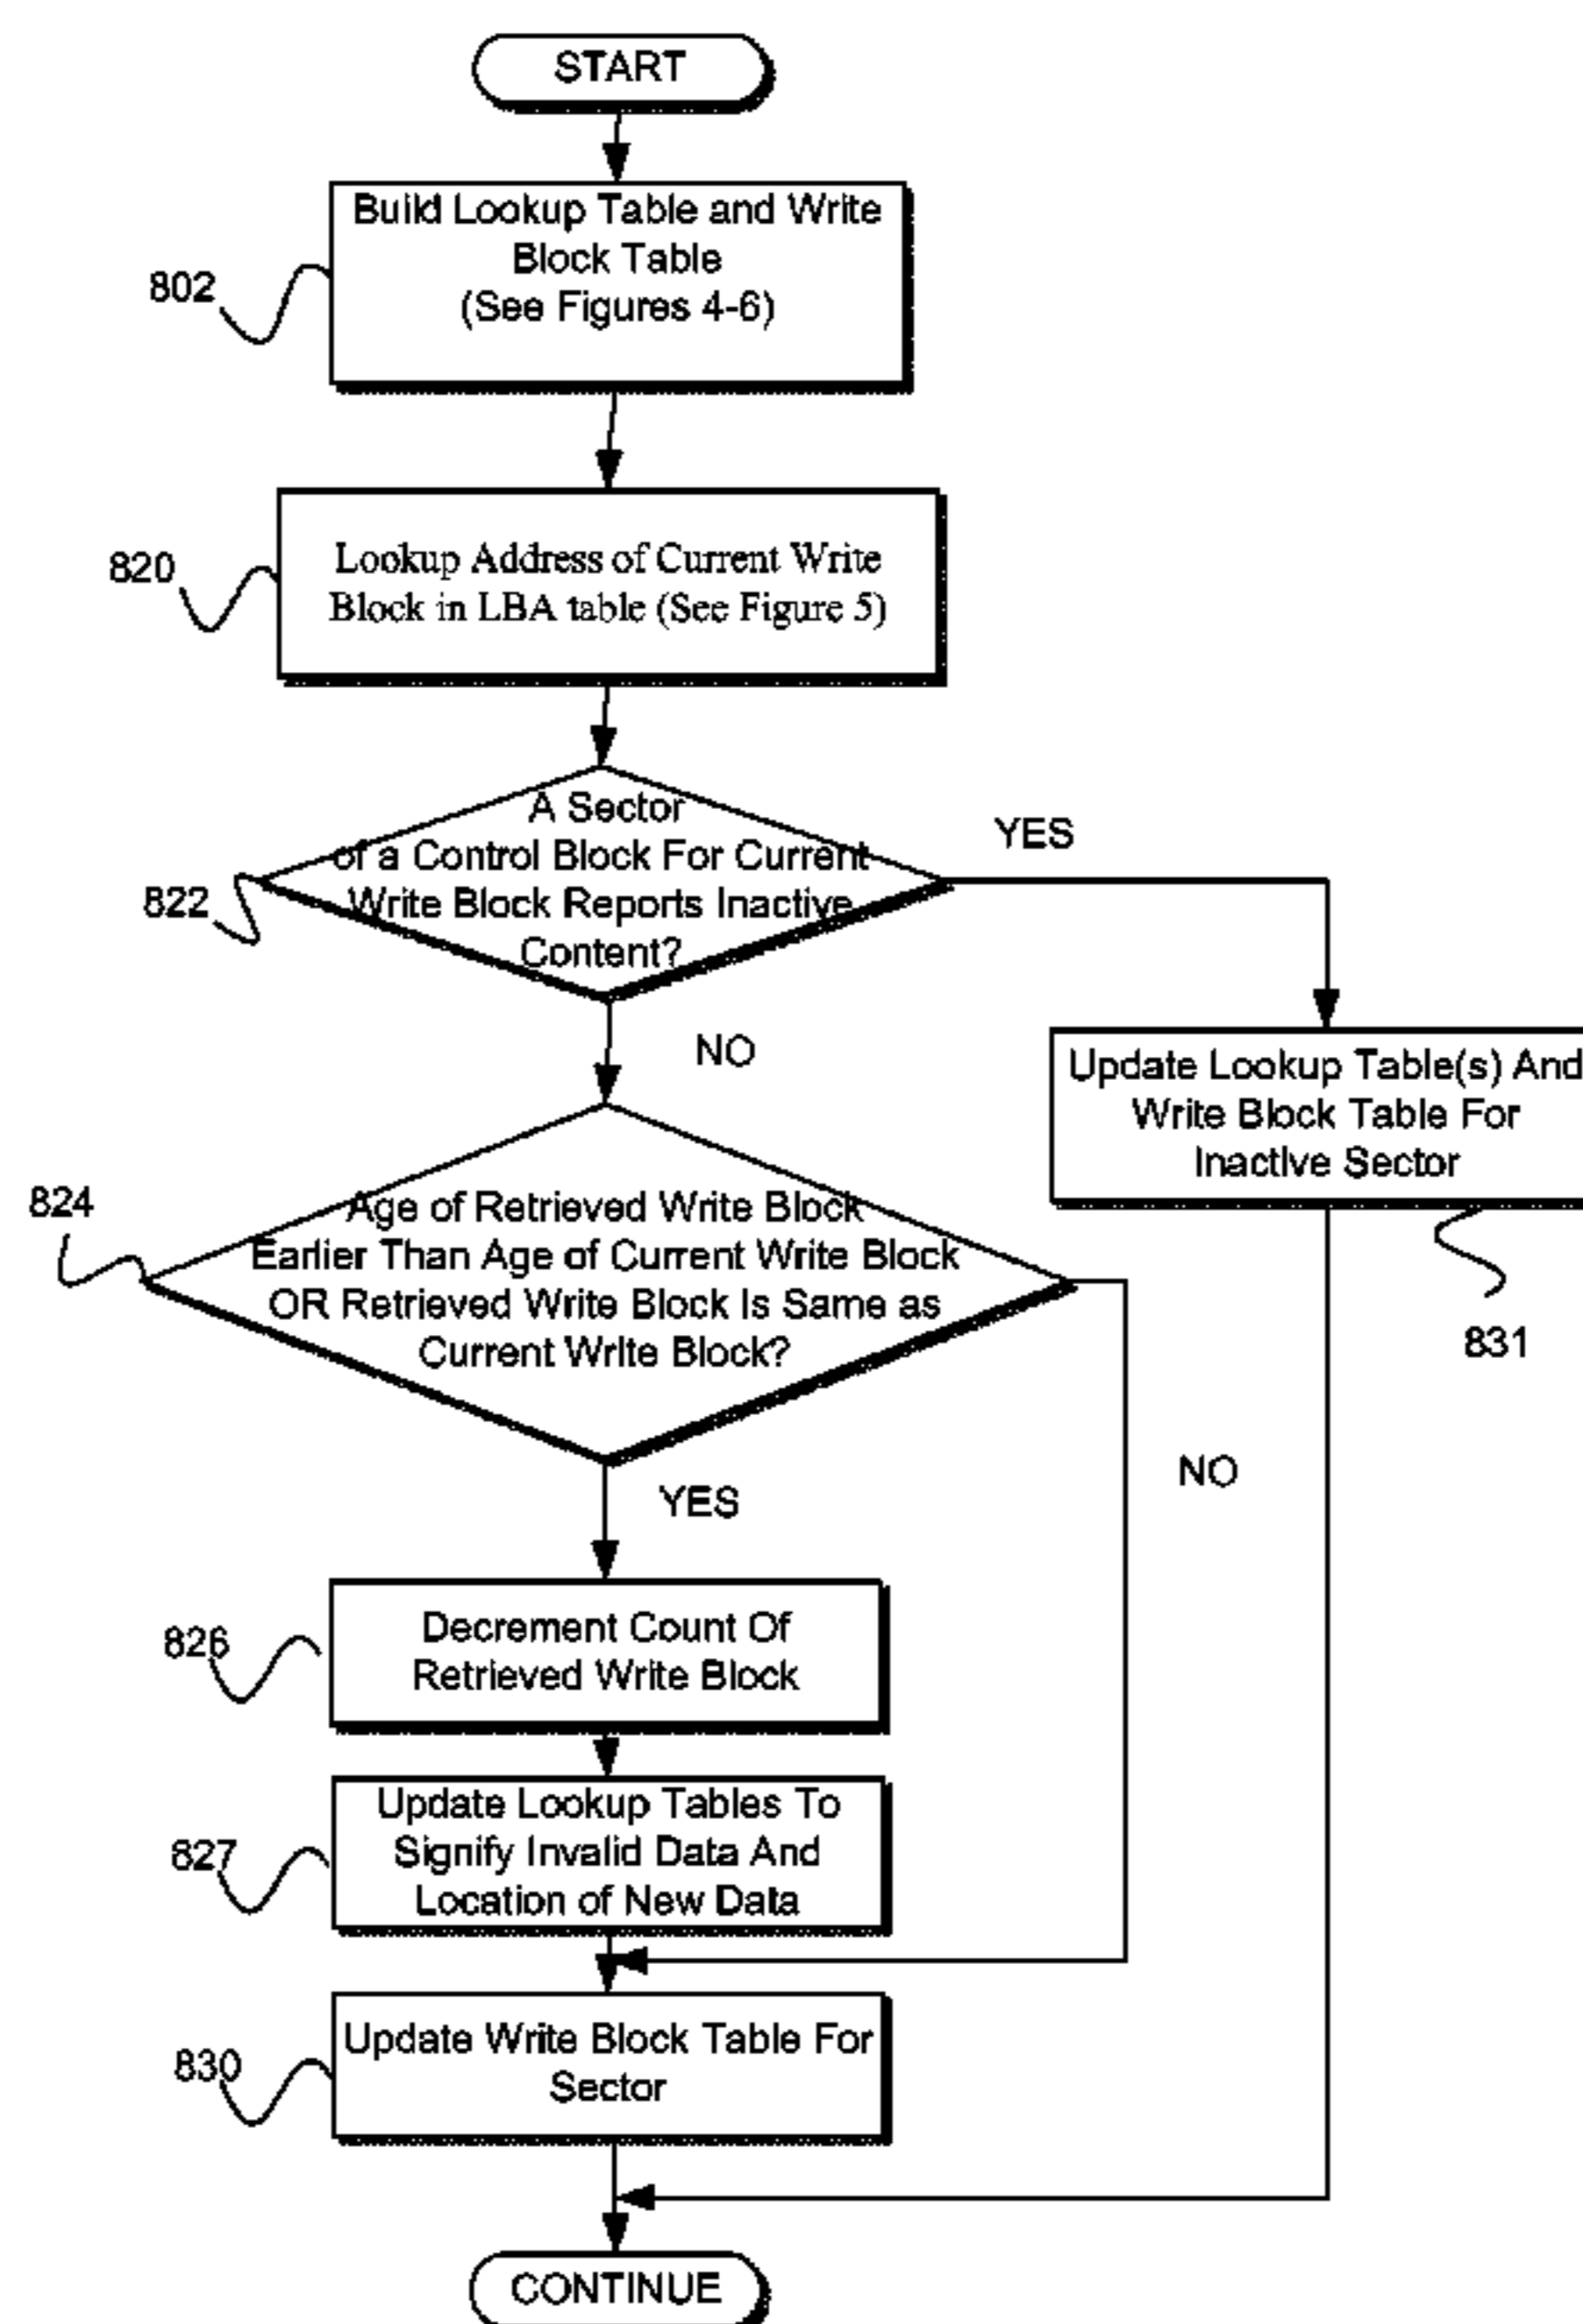 START
Build Lookup Table and Write
Block Table
(See Figures 4-6)
802
Lookup Address of Current Write
Block in LBA table (See Figure 5)
820
A Sector
of a Control Block For Current
Write Block Reports Inactive
Content?
822
YES
NO
Update Lookup Table(s) And
Write Block Table For
Inactive Sector
831
Age of Retrieved Write Block
Earlier Than Age of Current Write Block
OR Retrieved Write Block Is Same as
Current Write Block?
824
NO
YES
Decrement Count Of
Retrieved Write Block
826
Update Lookup Tables To
Signify Invalid Data And
Location of New Data
827
Update Write Block Table For
Sector
830
CONTINUE